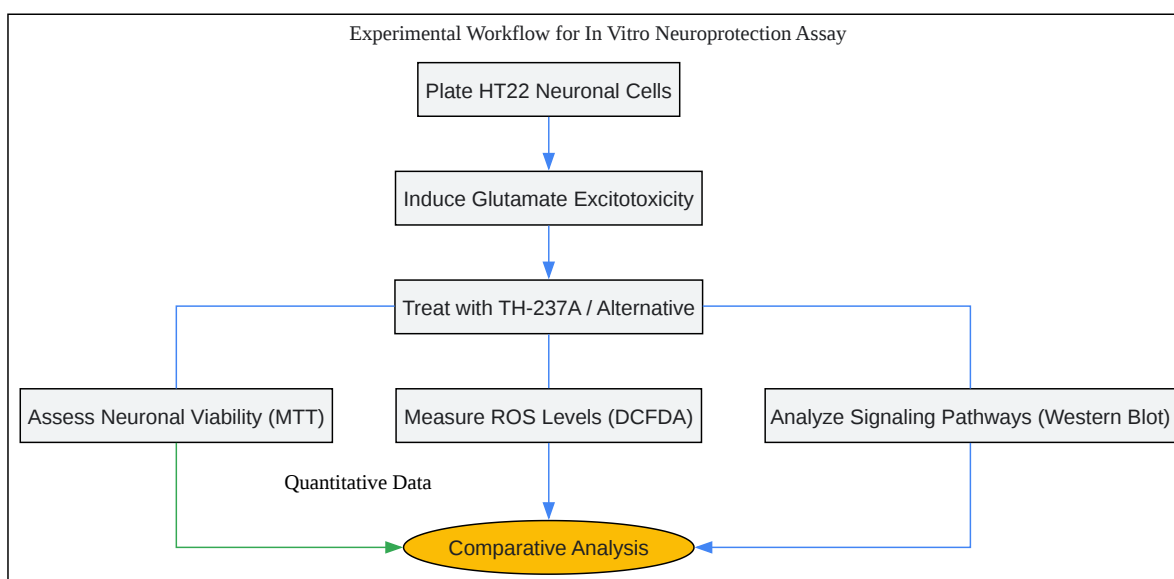 Experimental Workflow for In Vitro Neuroprotection Assay
Plate HT22 Neuronal Cells
Induce Glutamate Excitotoxicity
Treat with TH-237A / Alternative
Assess Neuronal Viability (MTT)
Measure ROS Levels (DCFDA)
Analyze Signaling Pathways (Western Blot)
Quantitative Data
Comparative Analysis